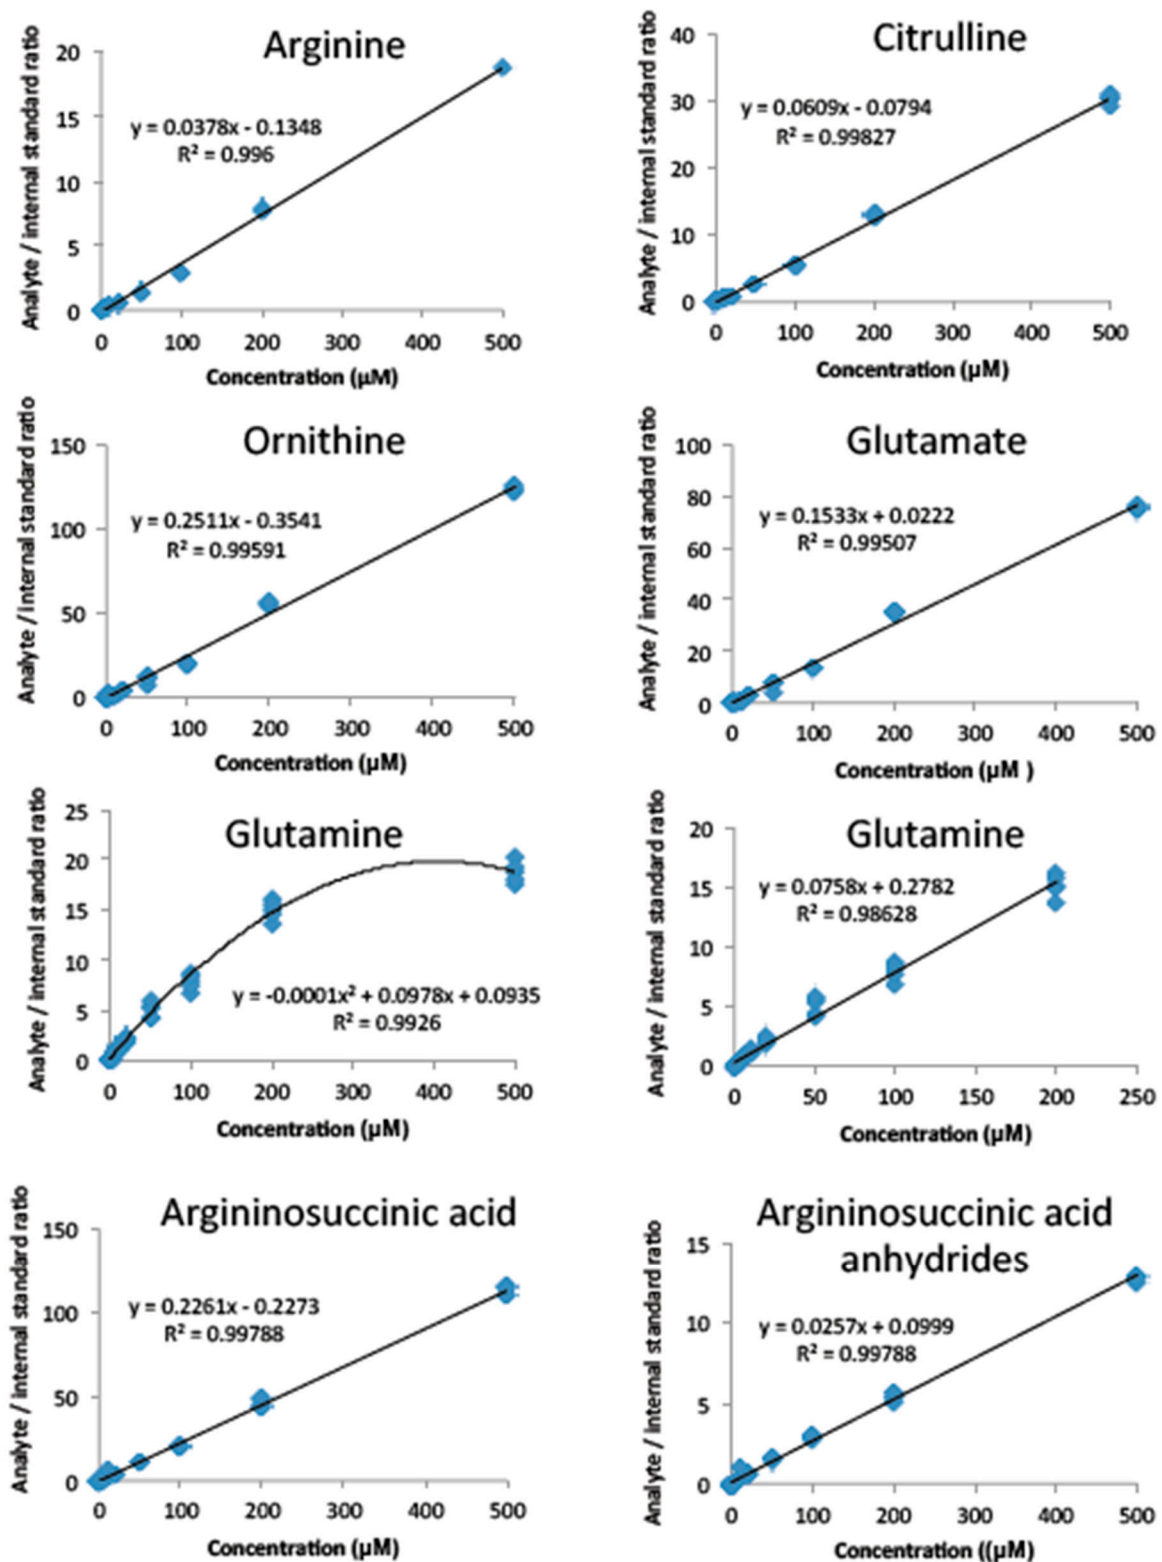 Arginine
Analyte / internal standard ratio
20
15
10
5
0
y = 0.0378x - 0.1348
R² = 0.996
0 100 200 300 400 500
Concentration (µM)
Citrulline
Analyte / internal standard ratio
40
30
20
10
0
y = 0.0609x - 0.0794
R² = 0.99827
0 100 200 300 400 500
Concentration (µM)
Ornithine
Analyte / internal standard ratio
150
100
50
0
y = 0.2511x - 0.3541
R² = 0.99591
0 100 200 300 400 500
Concentration (µM)
Glutamate
Analyte / internal standard ratio
100
80
60
40
20
0
y = 0.1533x + 0.0222
R² = 0.99507
0 100 200 300 400 500
Concentration (µM )
Glutamine
Analyte / internal standard ratio
25
20
15
10
5
0
y = -0.0001x² + 0.0978x + 0.0935
R² = 0.9926
0 100 200 300 400 500
Concentration (µM)
Glutamine
Analyte / internal standard ratio
20
15
10
5
0
y = 0.0758x + 0.2782
R² = 0.98628
0 50 100 150 200 250
Concentration (µM)
Argininosuccinic acid
Analyte / internal standard ratio
150
100
50
0
y = 0.2261x - 0.2273
R² = 0.99788
0 100 200 300 400 500
Concentration (µM)
Argininosuccinic acid
anhydrides
Analyte / internal standard ratio
15
10
5
0
y = 0.0257x + 0.0999
R² = 0.99788
0 100 200 300 400 500
Concentration ((µM)